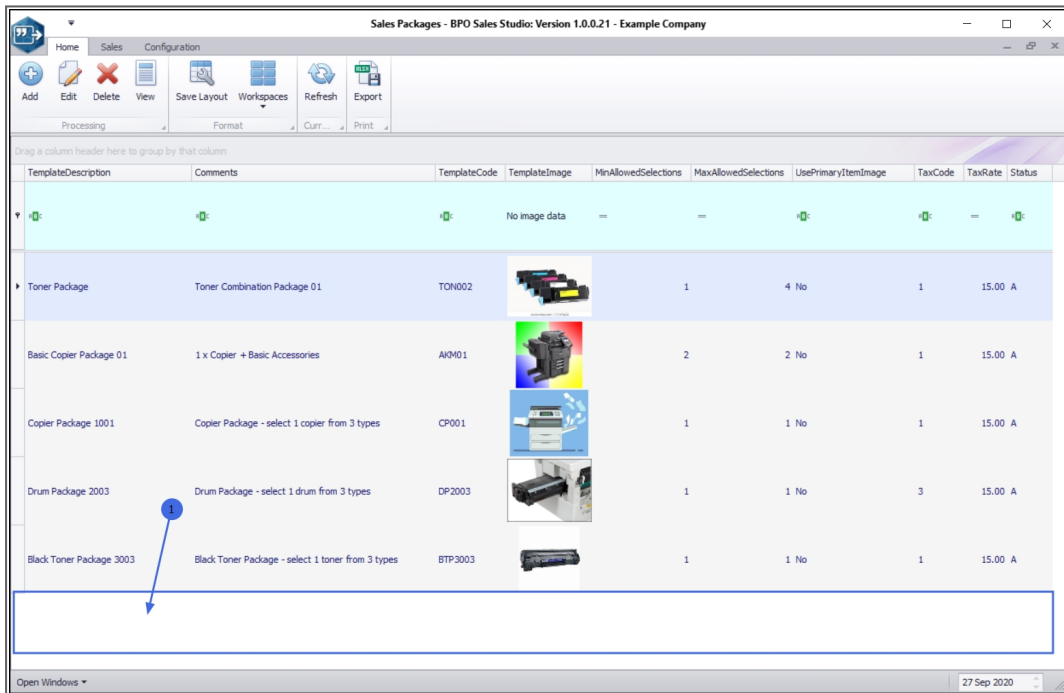 Sales Packages - BPO Sales Studio: Version 1.0.0.21 - Example Company
Home Sales Configuration
Add Edit Delete View Save Layout Workspaces Refresh Export
Processing Format Curr... Print
Drag a column header here to group by that column
TemplateDescription Comments TemplateCode TemplateImage MinAllowedSelections MaxAllowedSelections UsePrimaryItemImage TaxCode TaxRate Status
No image data = = =
Toner Package Toner Combination Package 01 TON002 1 4 No 1 15.00 A
Basic Copier Package 01 1 x Copier + Basic Accessories AKM01 2 2 No 1 15.00 A
Copier Package 1001 Copier Package - select 1 copier from 3 types CP001 1 1 No 1 15.00 A
Drum Package 2003 Drum Package - select 1 drum from 3 types DP2003 1 1 No 3 15.00 A
1
Black Toner Package 3003 Black Toner Package - select 1 toner from 3 types BTP3003 1 1 No 1 15.00 A
Open Windows 27 Sep 2020